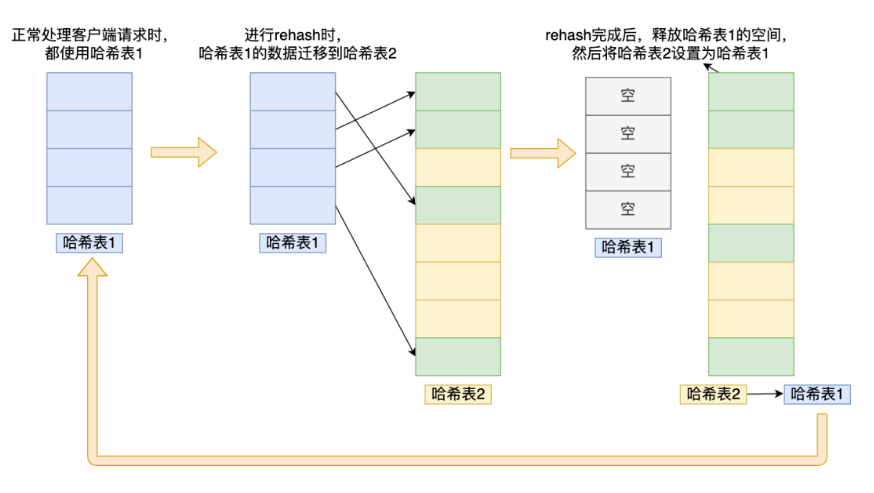 正常处理客户端请求时，
都使用哈希表1
进行rehash时，
哈希表1的数据迁移到哈希表2
rehash完成后，释放哈希表1的空间，
然后将哈希表2设置为哈希表1
空
空
空
空
哈希表1
哈希表1
哈希表1
哈希表2
哈希表2
哈希表1